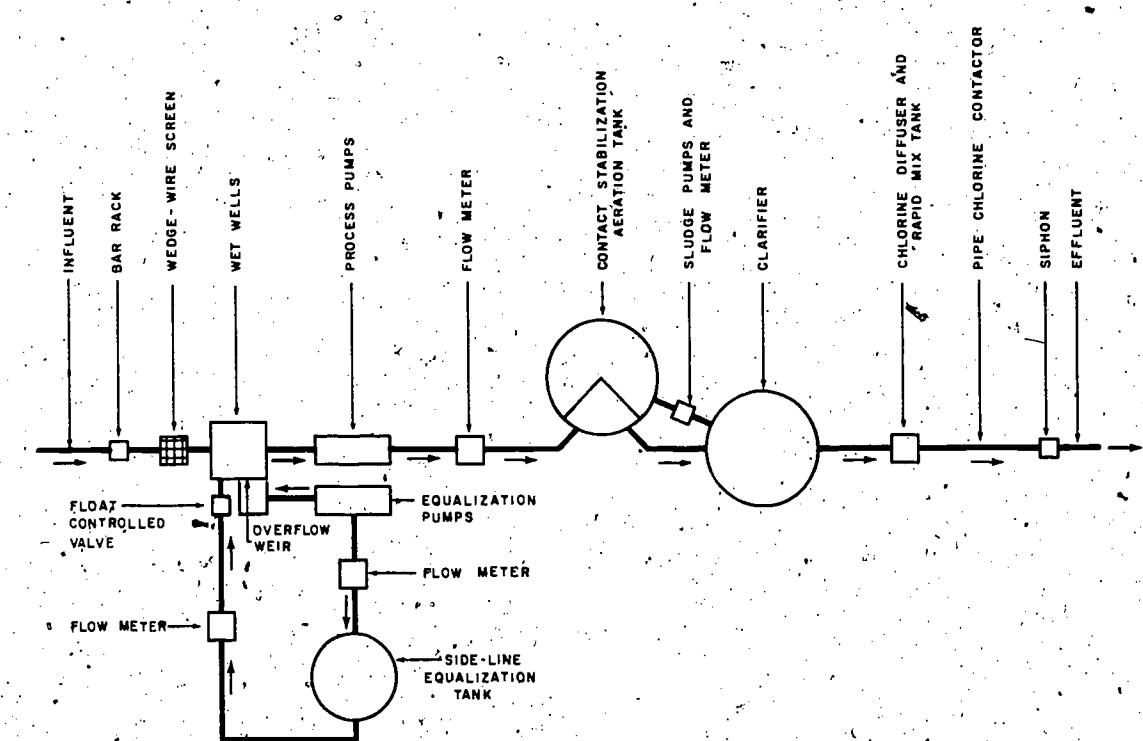 INFLUENT
BAR RACK
WEDGE-WIRE SCREEN
WET WELLS
PROCESS PUMPS
FLOW METER
CONTACT STABILIZATION
AERATION TANK
SLUDGE PUMPS AND
FLOW METER
CLARIFIER
CHLORINE DIFFUSER AND
RAPID MIX TANK
PIPE CHLORINE CONTACTOR
SIPHON
EFFLUENT
FLOAT
CONTROLLED
VALVE
OVERFLOW
WEIR
EQUALIZATION
PUMPS
FLOW METER
FLOW METER
SIDE-LINE
EQUALIZATION
TANK